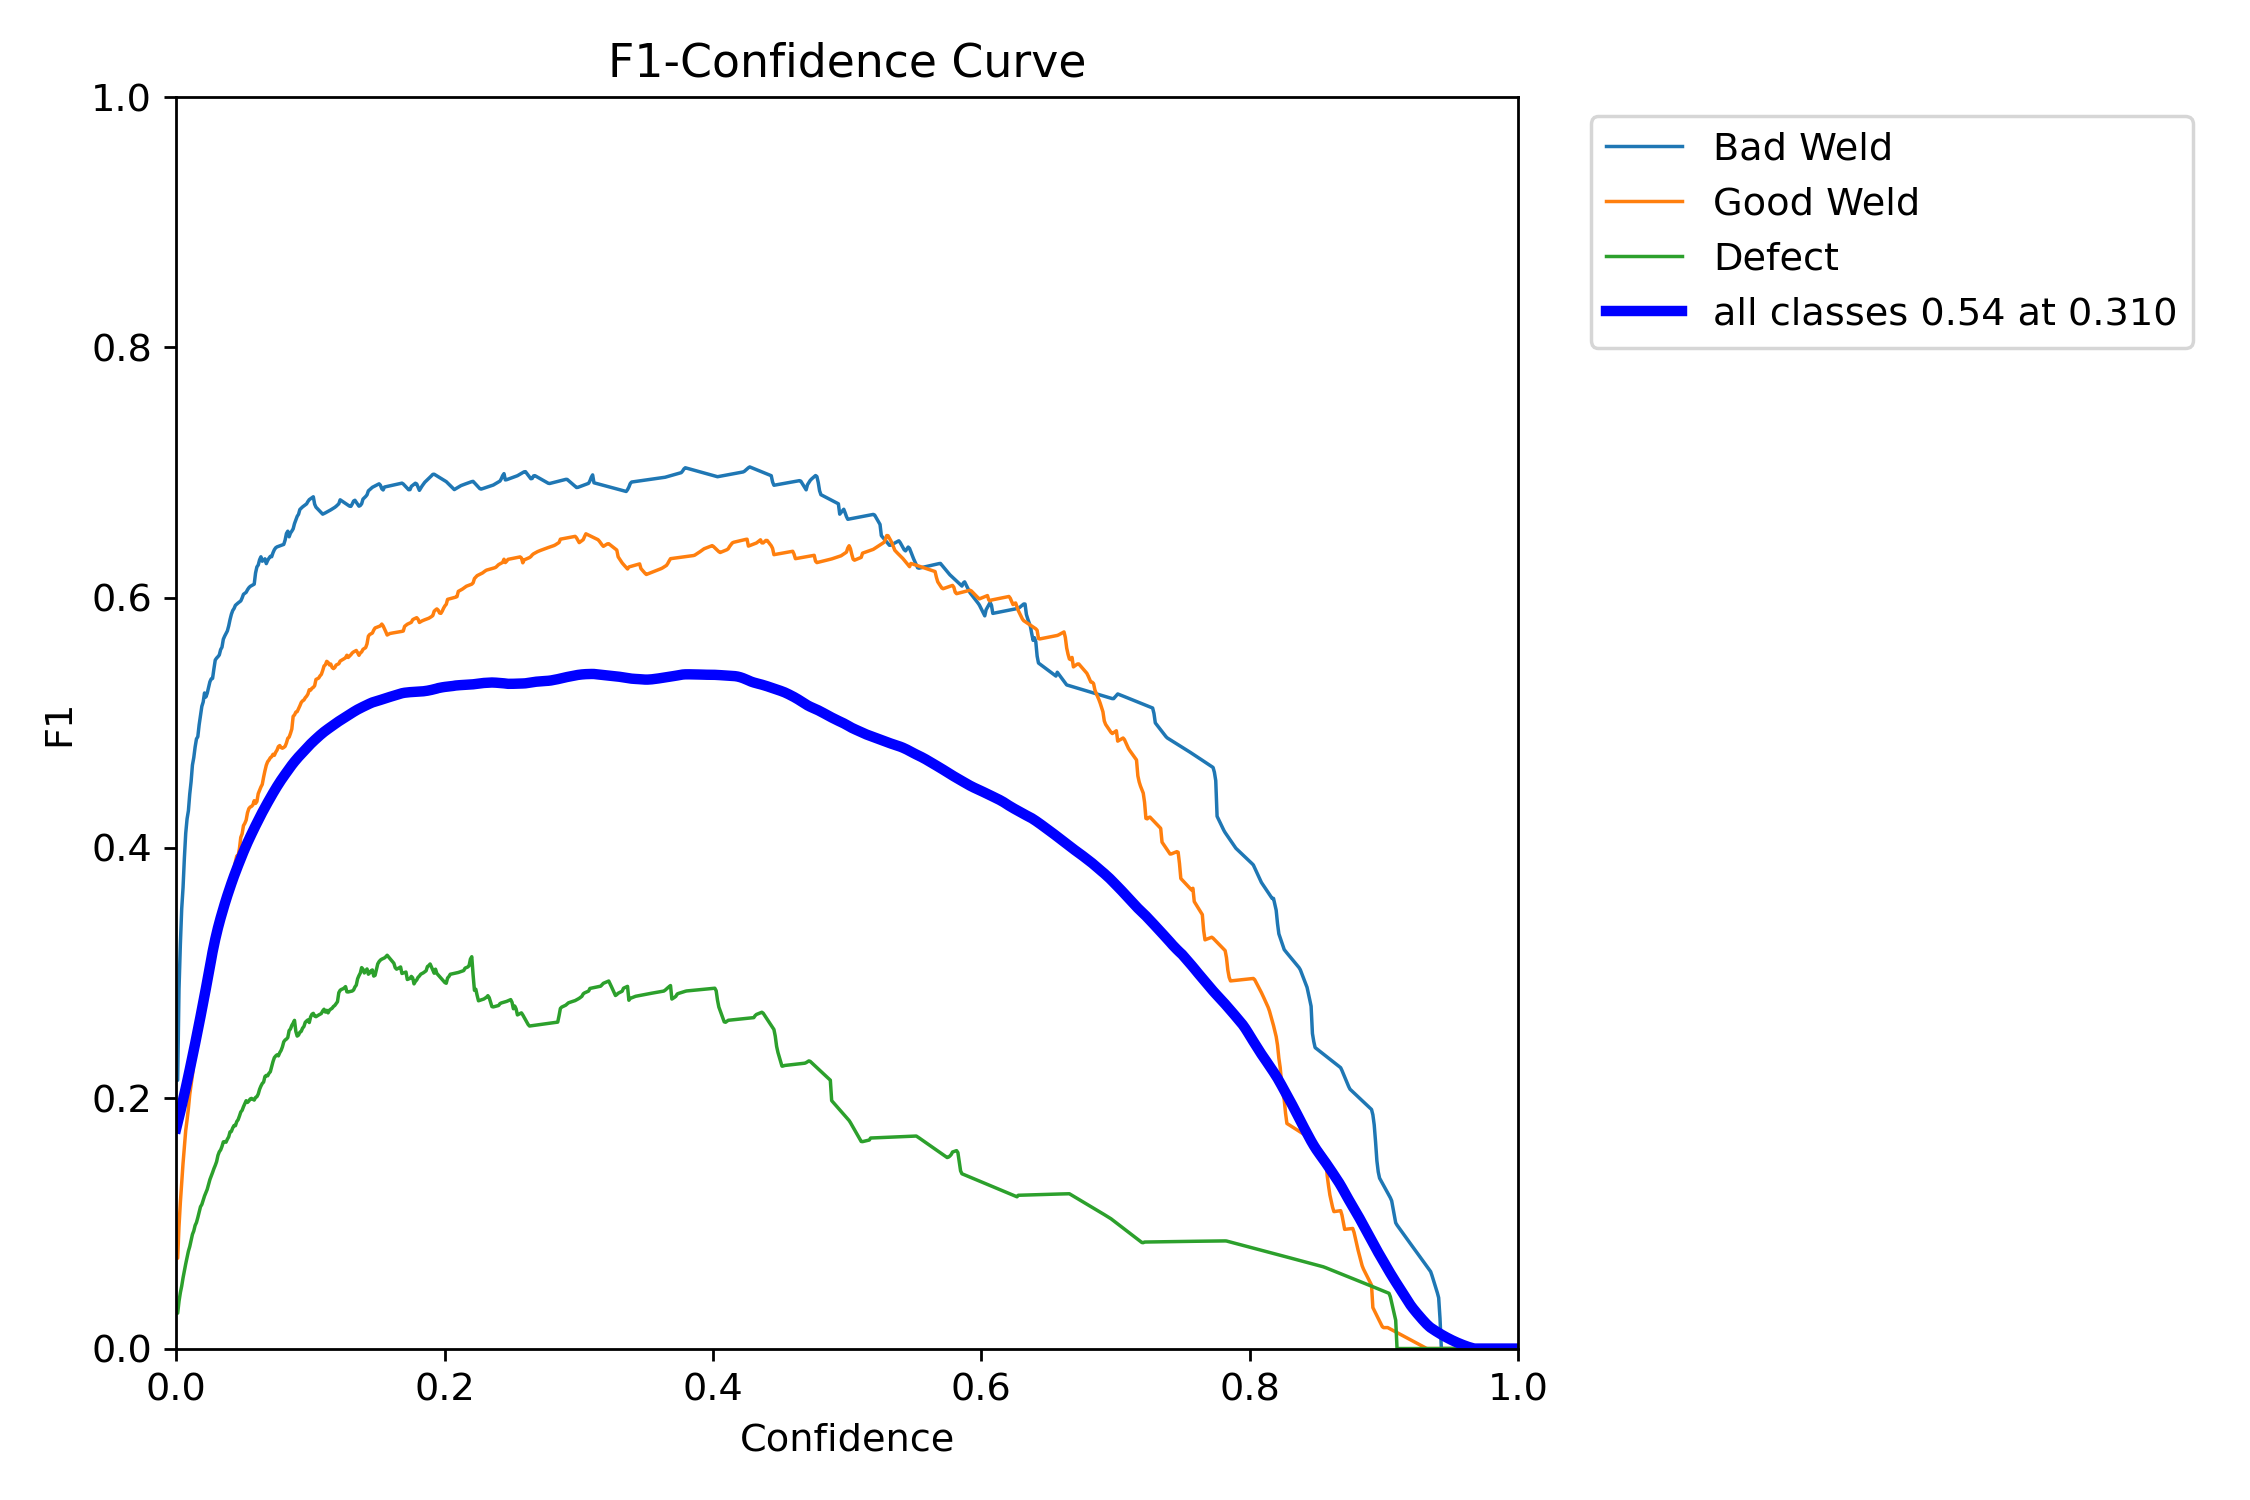 F1-Confidence Curve
1.0
0.8
0.6
0.4
0.2
0.0
F1
0.0 0.2 0.4 0.6 0.8 1.0
Confidence
Bad Weld
Good Weld
Defect
all classes 0.54 at 0.310